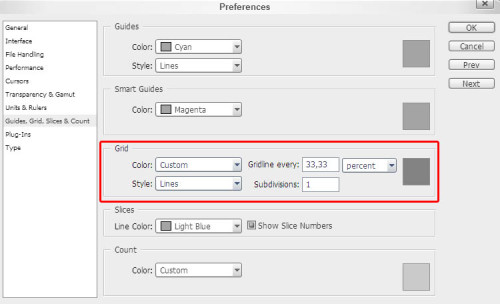 Preferences
General
Interface
File Handling
Performance
Cursors
Transparency & Gamut
Units & Rulers
Guides, Grid, Slices & Count
Plug-Ins
Type
Guides
Color: Cyan
Style: Lines
Smart Guides
Color: Magenta
Grid
Color: Custom Gridline every: 33,33 percent
Style: Lines Subdivisions: 1
Slices
Line Color: Light Blue Show Slice Numbers
Count
Color: Custom
OK
Cancel
Prev
Next